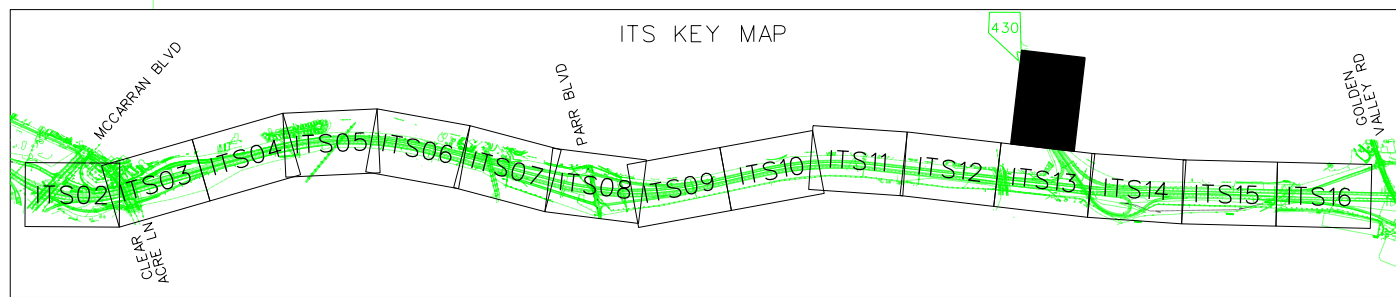 ITS KEY MAP
430
MCCARRAN BLVD
PARR BLVD
GOLDEN
VALLEY RD
ITS02
ITS03
ITS04
ITS05
ITS06
ITS07
ITS08
ITS09
ITS10
ITS11
ITS12
ITS13
ITS14
ITS15
ITS16
CLEAR
ACRE LN